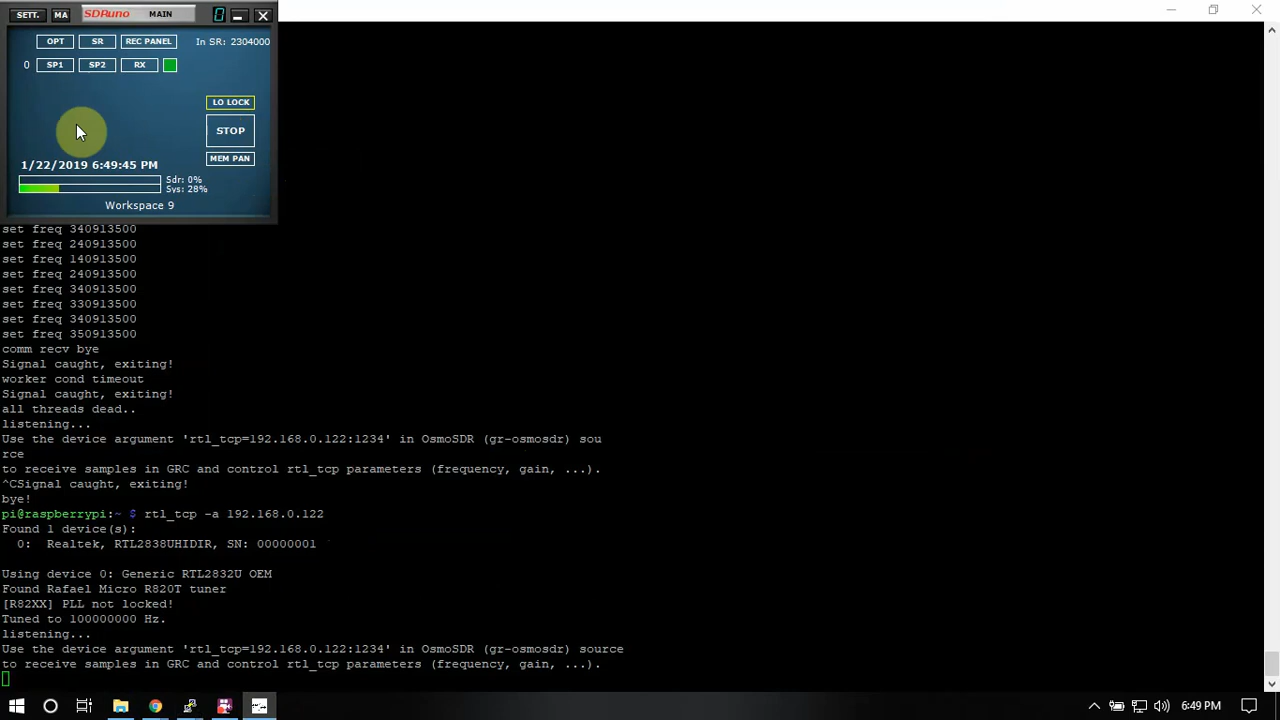 SETT. MA SDRuno MAIN 0
OPT SR REC PANEL In SR: 2304000
0 SP1 SP2 RX
LO LOCK
STOP
MEM PAN
1/22/2019 6:49:45 PM
Sdr: 0%
Sys: 28%
Workspace 9
set freq 340913500
set freq 240913500
set freq 140913500
set freq 240913500
set freq 340913500
set freq 330913500
set freq 340913500
set freq 350913500
comm recv bye
Signal caught, exiting!
worker cond timeout
Signal caught, exiting!
all threads dead..
listening...
Use the device argument 'rtl_tcp=192.168.0.122:1234' in OsmoSDR (gr-osmosdr) sou
rce
to receive samples in GRC and control rtl_tcp parameters (frequency, gain, ...).
^CSignal caught, exiting!
bye!
pi@raspberrypi:~ $ rtl_tcp -a 192.168.0.122
Found 1 device(s):
0: Realtek, RTL2838UHIDIR, SN: 00000001
Using device 0: Generic RTL2832U OEM
Found Rafael Micro R820T tuner
[R82XX] PLL not locked!
Tuned to 100000000 Hz.
listening...
Use the device argument 'rtl_tcp=192.168.0.122:1234' in OsmoSDR (gr-osmosdr) source
to receive samples in GRC and control rtl_tcp parameters (frequency, gain, ...).
6:49 PM